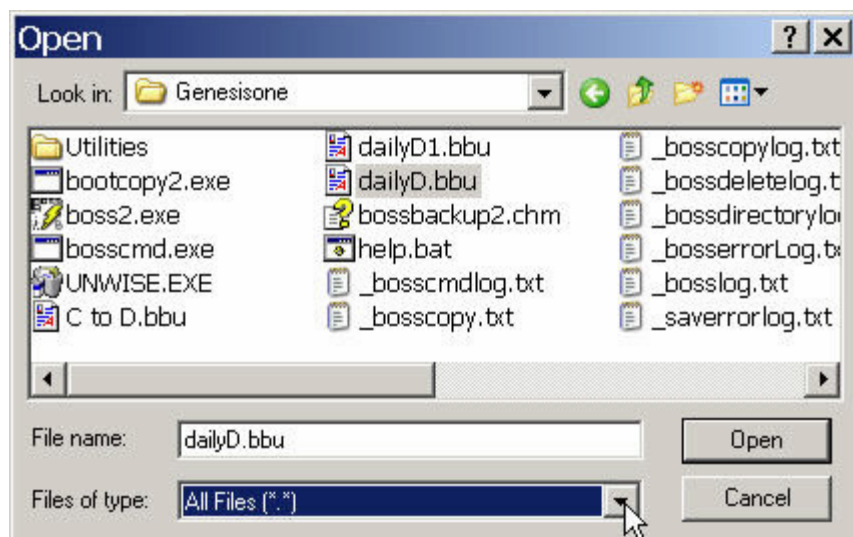 Open
Look in: Genesisone
Utilities dailyD1.bbu _bosscopylog.txt
bootcopy2.exe dailyD.bbu _bossdeletelog.t
boss2.exe bossbackup2.chm _bossdirectorylo
bosscmd.exe help.bat _bosserrorLog.tx
UNWISE.EXE _bosscmdlog.txt _bosslog.txt
C to D.bbu _bosscopy.txt _saverrorlog.txt
File name: dailyD.bbu Open
Files of type: All Files (*.*) Cancel